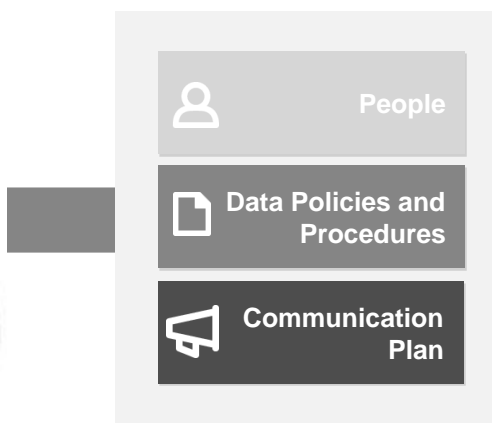 People
Data Policies and
Procedures
Communication
Plan